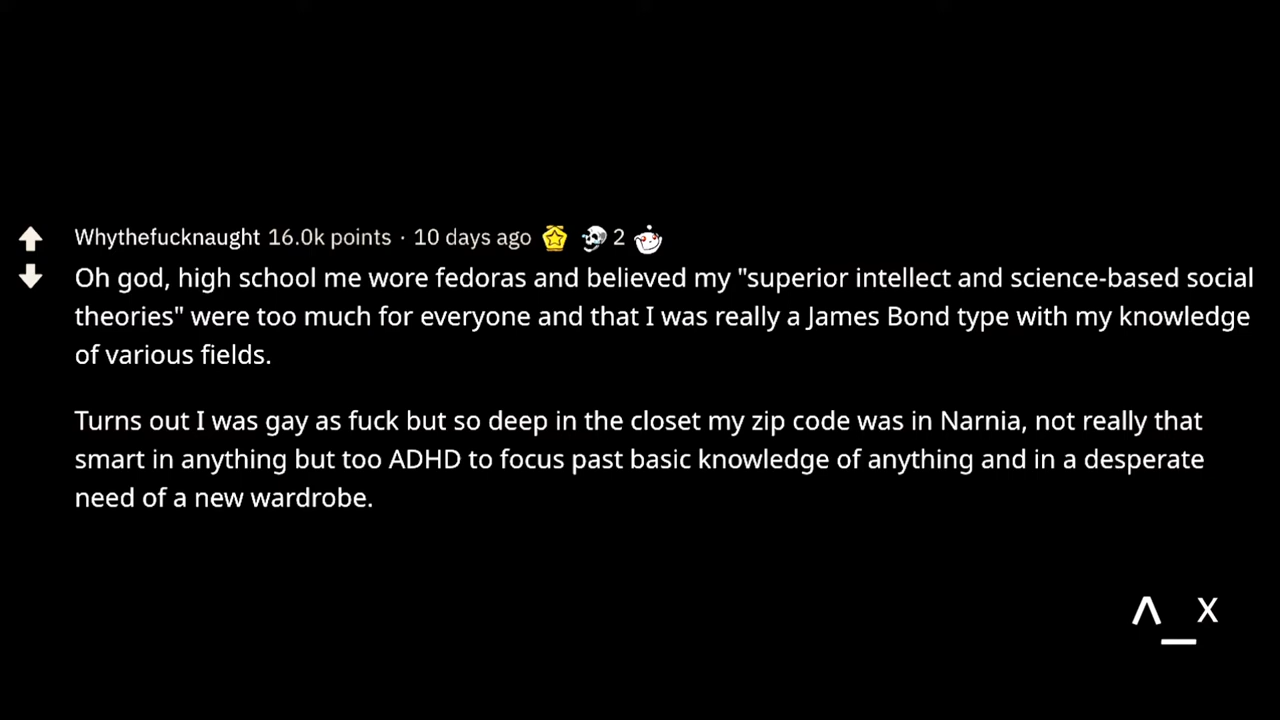 Whythefucknaught 16.0k points · 10 days ago 2
Oh god, high school me wore fedoras and believed my "superior intellect and science-based social
theories" were too much for everyone and that I was really a James Bond type with my knowledge
of various fields.
Turns out I was gay as fuck but so deep in the closet my zip code was in Narnia, not really that
smart in anything but too ADHD to focus past basic knowledge of anything and in a desperate
need of a new wardrobe.
^_x